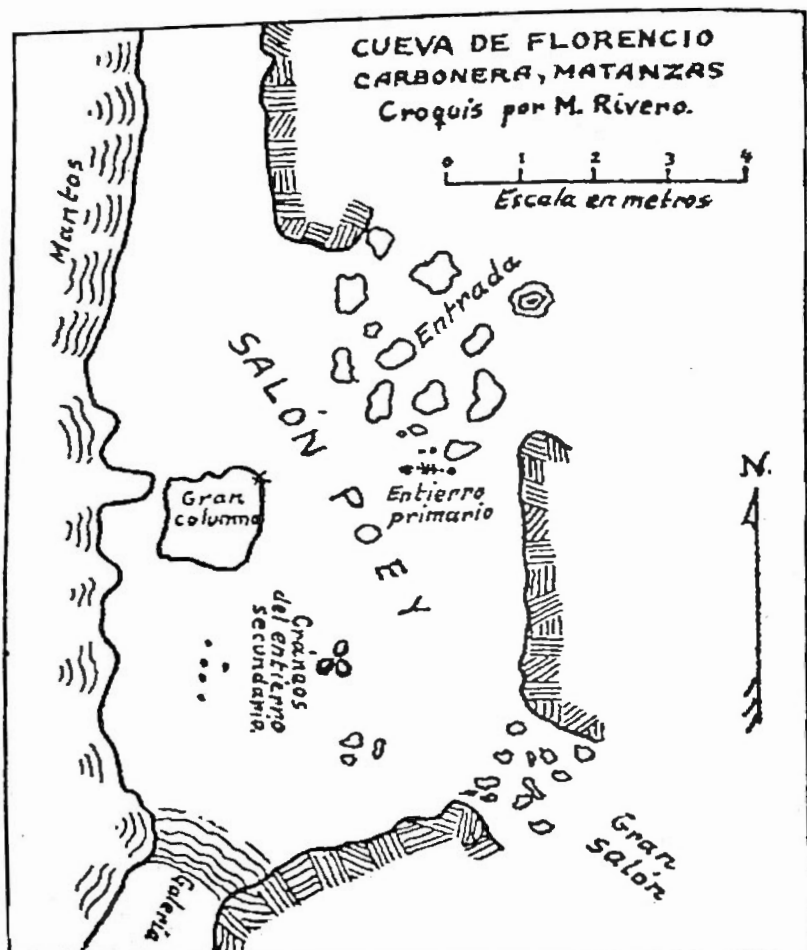 CUEVA DE FLORENCIO
CARBONERA, MATANZAS
Croquis por M. Rivero.
0 1 2 3 4
Escala en metros
Mantos
Entrada
SALÓN POEY
N.
Gran
columna
Entierro
primario
Cráneos
del entierro
secundario.
Gran
salón
Galería